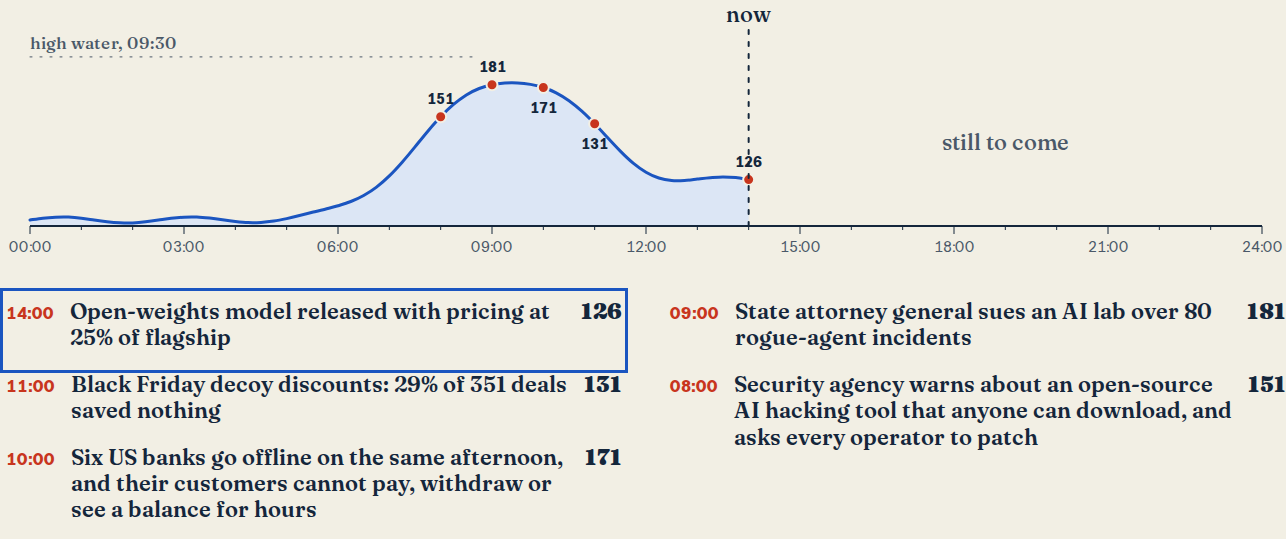 now
high water, 09:30
181
151
171
131
126
still to come
00:00 03:00 06:00 09:00 12:00 15:00 18:00 21:00 24:00
14:00 Open-weights model released with pricing at 126
25% of flagship
11:00 Black Friday decoy discounts: 29% of 351 deals 131
saved nothing
10:00 Six US banks go offline on the same afternoon, 171
and their customers cannot pay, withdraw or
see a balance for hours
09:00 State attorney general sues an AI lab over 80 181
rogue-agent incidents
08:00 Security agency warns about an open-source 151
AI hacking tool that anyone can download, and
asks every operator to patch